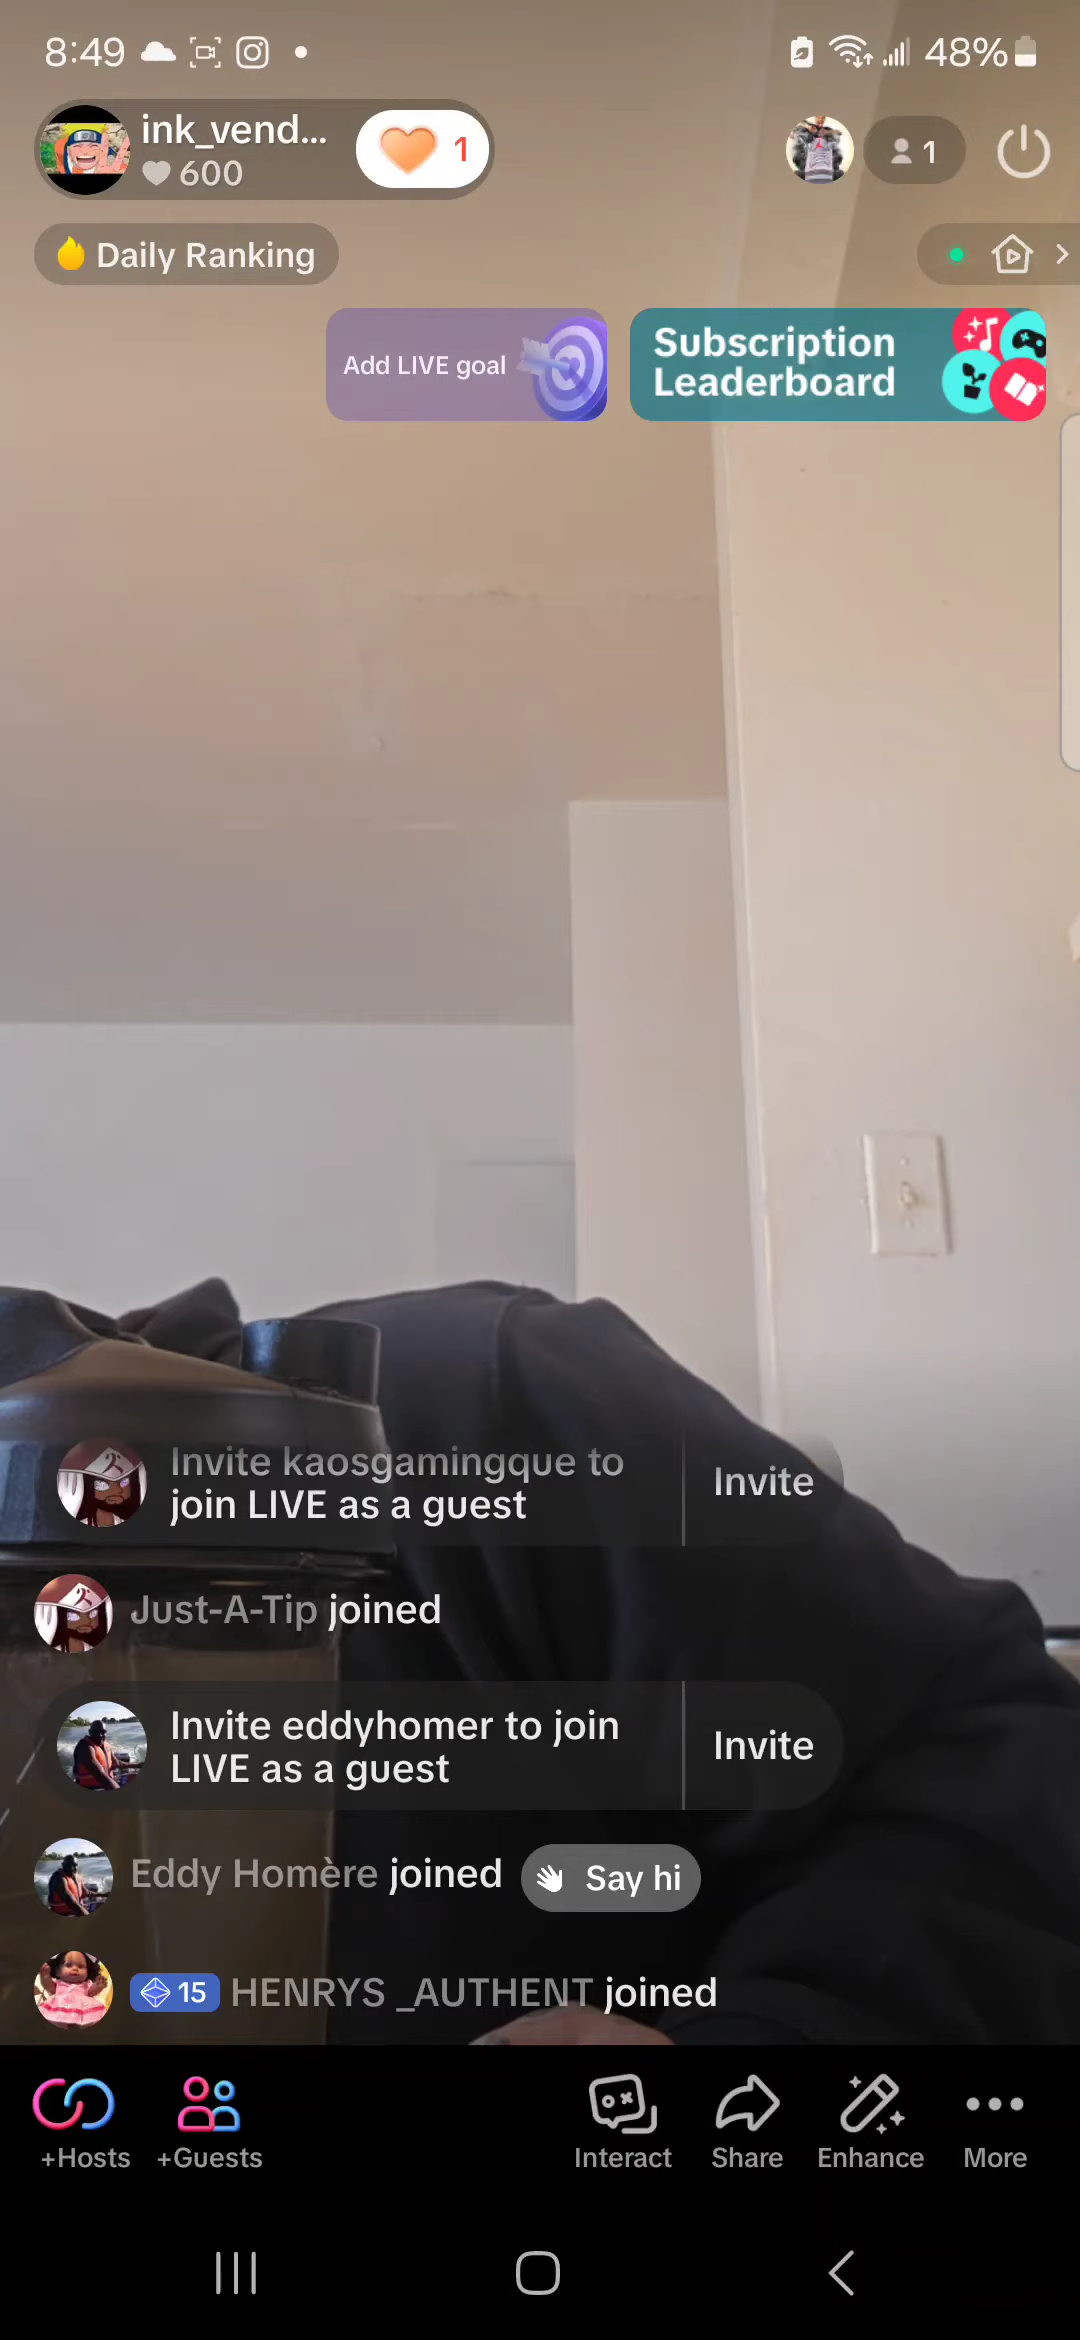 8:49
48%
ink_vend...
600
1
1
Daily Ranking
Add LIVE goal
Subscription
Leaderboard
Invite kaosgamingque to
join LIVE as a guest
Invite
Just-A-Tip joined
Invite eddyhomer to join
LIVE as a guest
Invite
Eddy Homère joined
Say hi
15 HENRYS _AUTHENT joined
+Hosts
+Guests
Interact
Share
Enhance
More